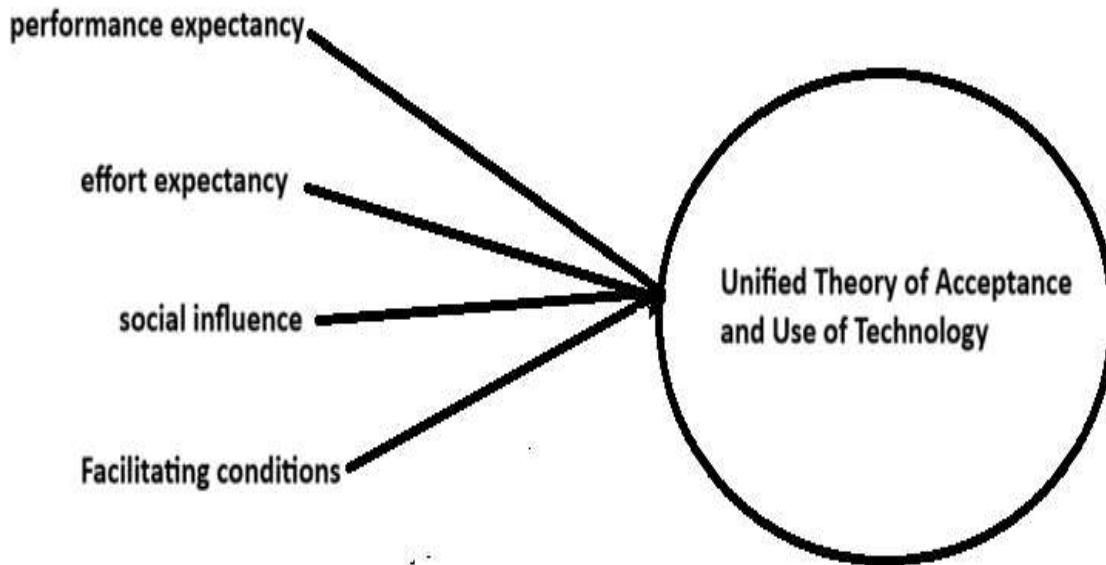 performance expectancy
effort expectancy
Unified Theory of Acceptance
and Use of Technology
social influence
Facilitating conditions